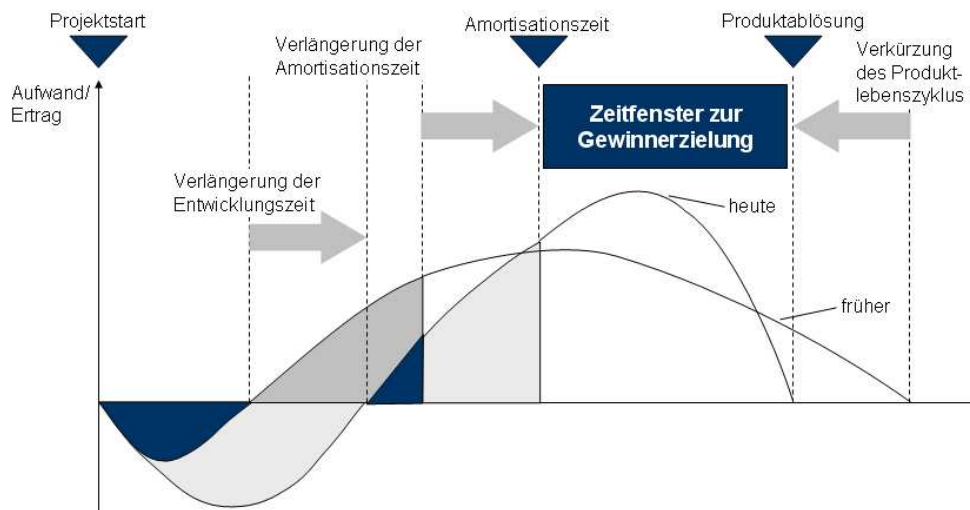 Projektstart
Amortisationszeit
Produktablösung
Verlängerung der
Amortisationszeit
Verkürzung
des Produkt-
lebenszyklus
Aufwand/
Ertrag
Zeitfenster zur
Gewinnerzielung
Verlängerung der
Entwicklungszeit
heute
früher